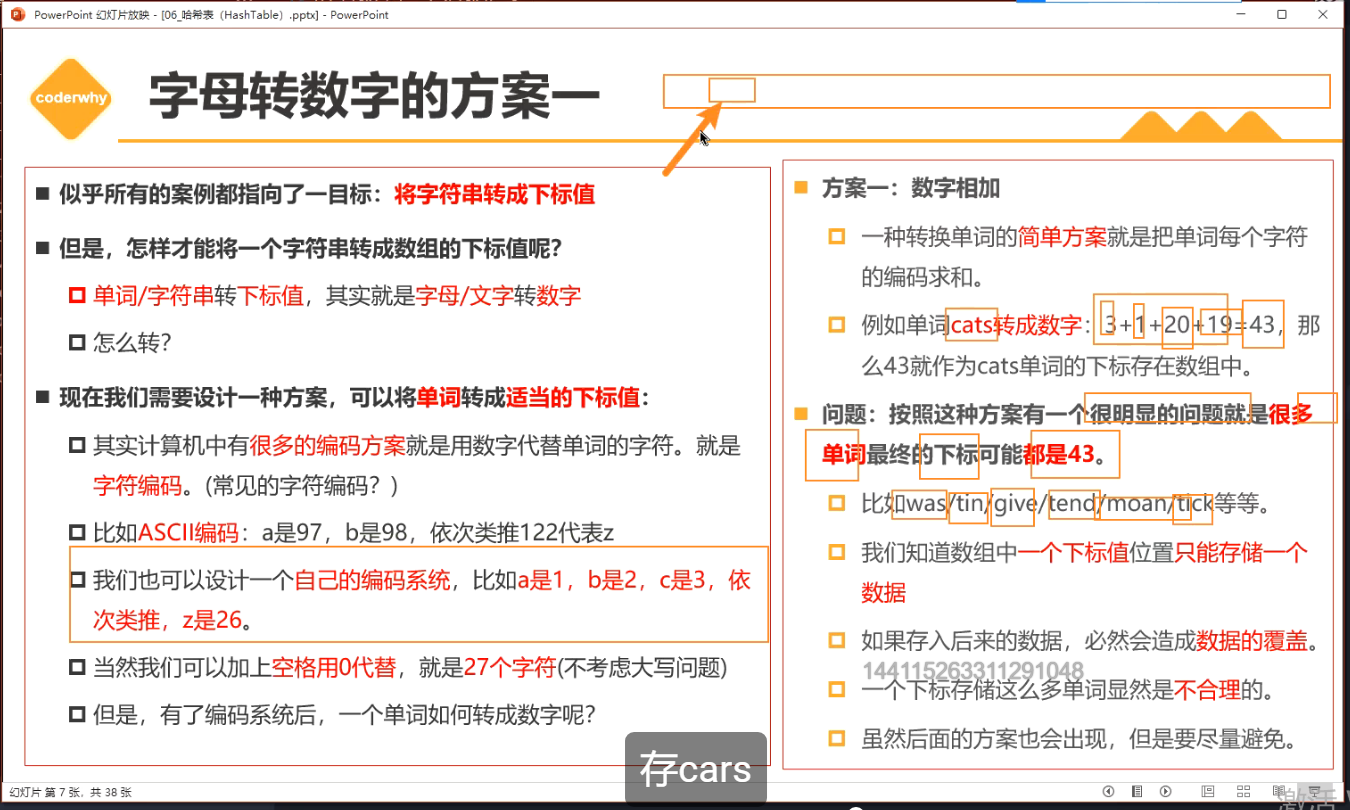 PowerPoint 幻灯片放映 - [06_哈希表（HashTable）.pptx] - PowerPoint
coderwhy
字母转数字的方案一
似乎所有的案例都指向了一目标：将字符串转成下标值
但是，怎样才能将一个字符串转成数组的下标值呢？
单词/字符串转下标值，其实就是字母/文字转数字
怎么转？
现在我们需要设计一种方案，可以将单词转成适当的下标值：
其实计算机中有很多的编码方案就是用数字代替单词的字符。就是
字符编码。(常见的字符编码？)
比如ASCII编码：a是97，b是98，依次类推122代表z
我们也可以设计一个自己的编码系统，比如a是1，b是2，c是3，依
次类推，z是26。
当然我们可以加上空格用0代替，就是27个字符(不考虑大写问题)
但是，有了编码系统后，一个单词如何转成数字呢？
方案一：数字相加
一种转换单词的简单方案就是把单词每个字符
的编码求和。
例如单词cats转成数字：3+1+20+19=43，那
么43就作为cats单词的下标存在数组中。
问题：按照这种方案有一个很明显的问题就是很多
单词最终的下标可能都是43。
比如was/tin/give/tend/moan/tick等等。
我们知道数组中一个下标值位置只能存储一个
数据
如果存入后来的数据，必然会造成数据的覆盖。
144115263311291048
一个下标存储这么多单词显然是不合理的。
虽然后面的方案也会出现，但是要尽量避免。
存cars
幻灯片 第 7 张，共 38 张
激活